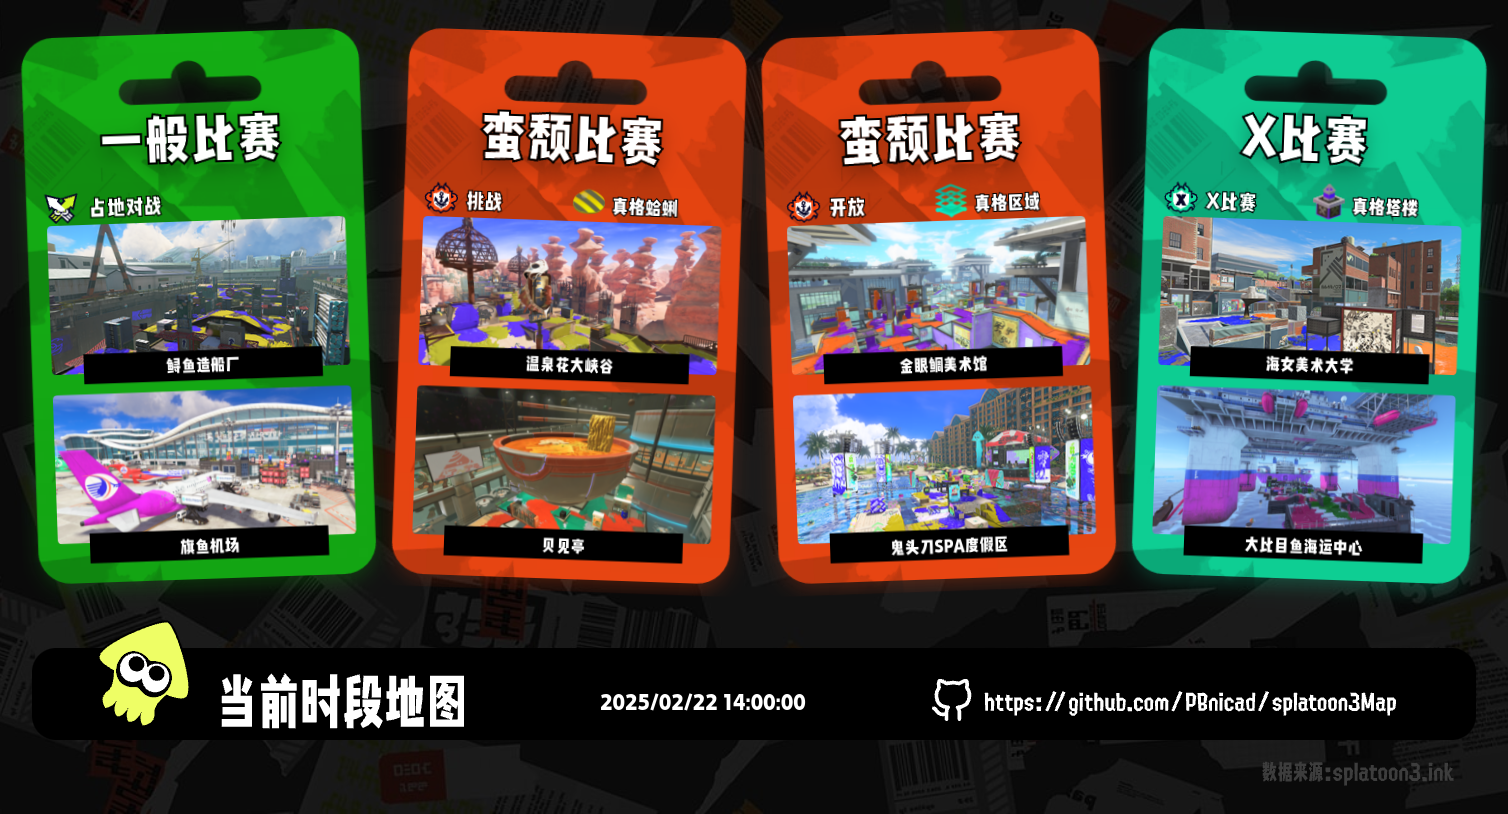 一般比赛
占地对战
鲟鱼造船厂
旗鱼机场
蛮颓比赛
挑战
真格蛤蜊
温泉花大峡谷
贝见亭
蛮颓比赛
开放
真格区域
金眼鲷美术馆
鬼头刀SPA度假区
X比赛
X比赛
真格塔楼
海女美术大学
大比目鱼海运中心
当前时段地图
2025/02/22 14:00:00
https://github.com/PBnicad/splatoon3Map
数据来源:splatoon3.ink